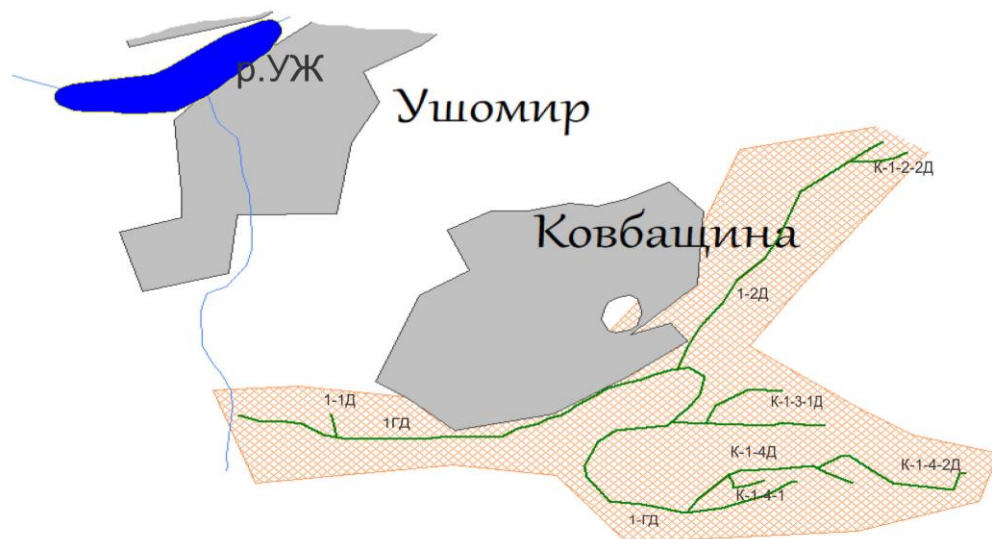 р.УЖ
Ушомир
К-1-2-2Д
Ковбащина
1-2Д
1-1Д
1ГД
К-1-3-1Д
К-1-4Д
К-1-4-2Д
К-1-4-1
1-ГД